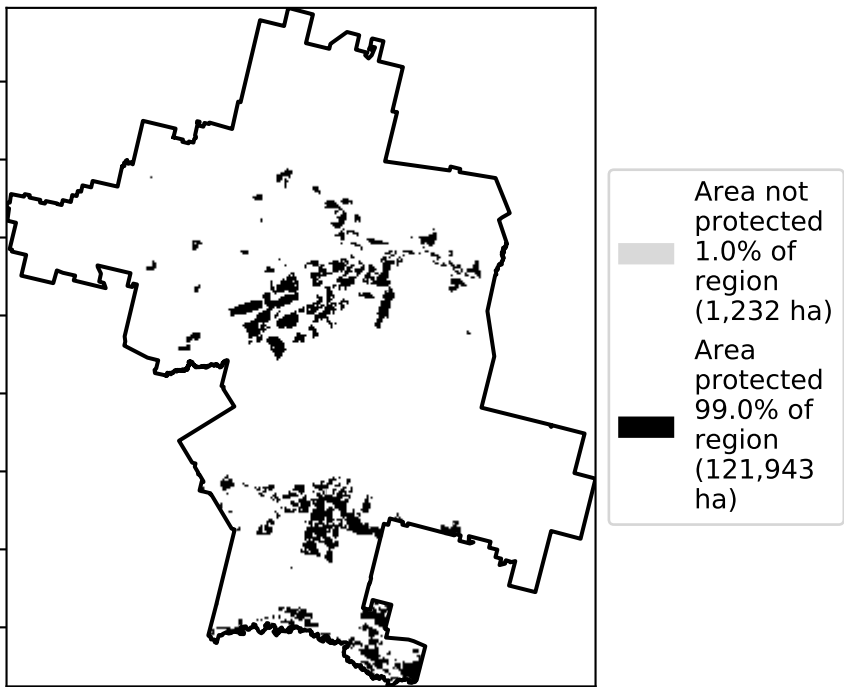 Area not
protected
1.0% of
region
(1,232 ha)
Area
protected
99.0% of
region
(121,943
ha)